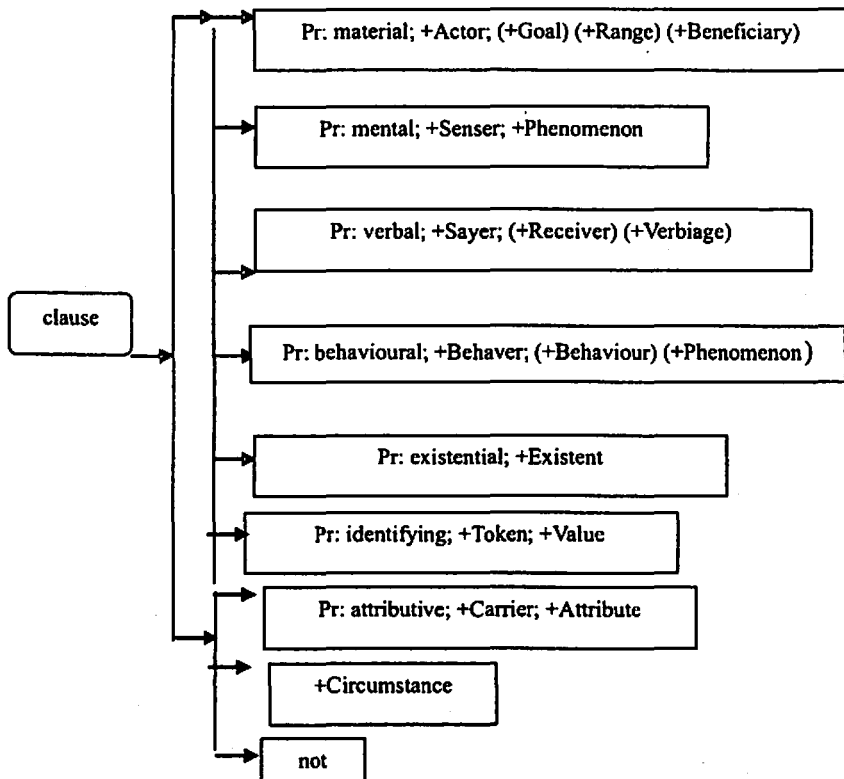 Pr: material; +Actor; (+Goal) (+Range) (+Beneficiary)
Pr: mental; +Senser; +Phenomenon
Pr: verbal; +Sayer; (+Receiver) (+Verbiage)
clause
Pr: behavioural; +Behaver; (+Behaviour) (+Phenomenon)
Pr: existential; +Existent
Pr: identifying; +Token; +Value
Pr: attributive; +Carrier; +Attribute
+Circumstance
not